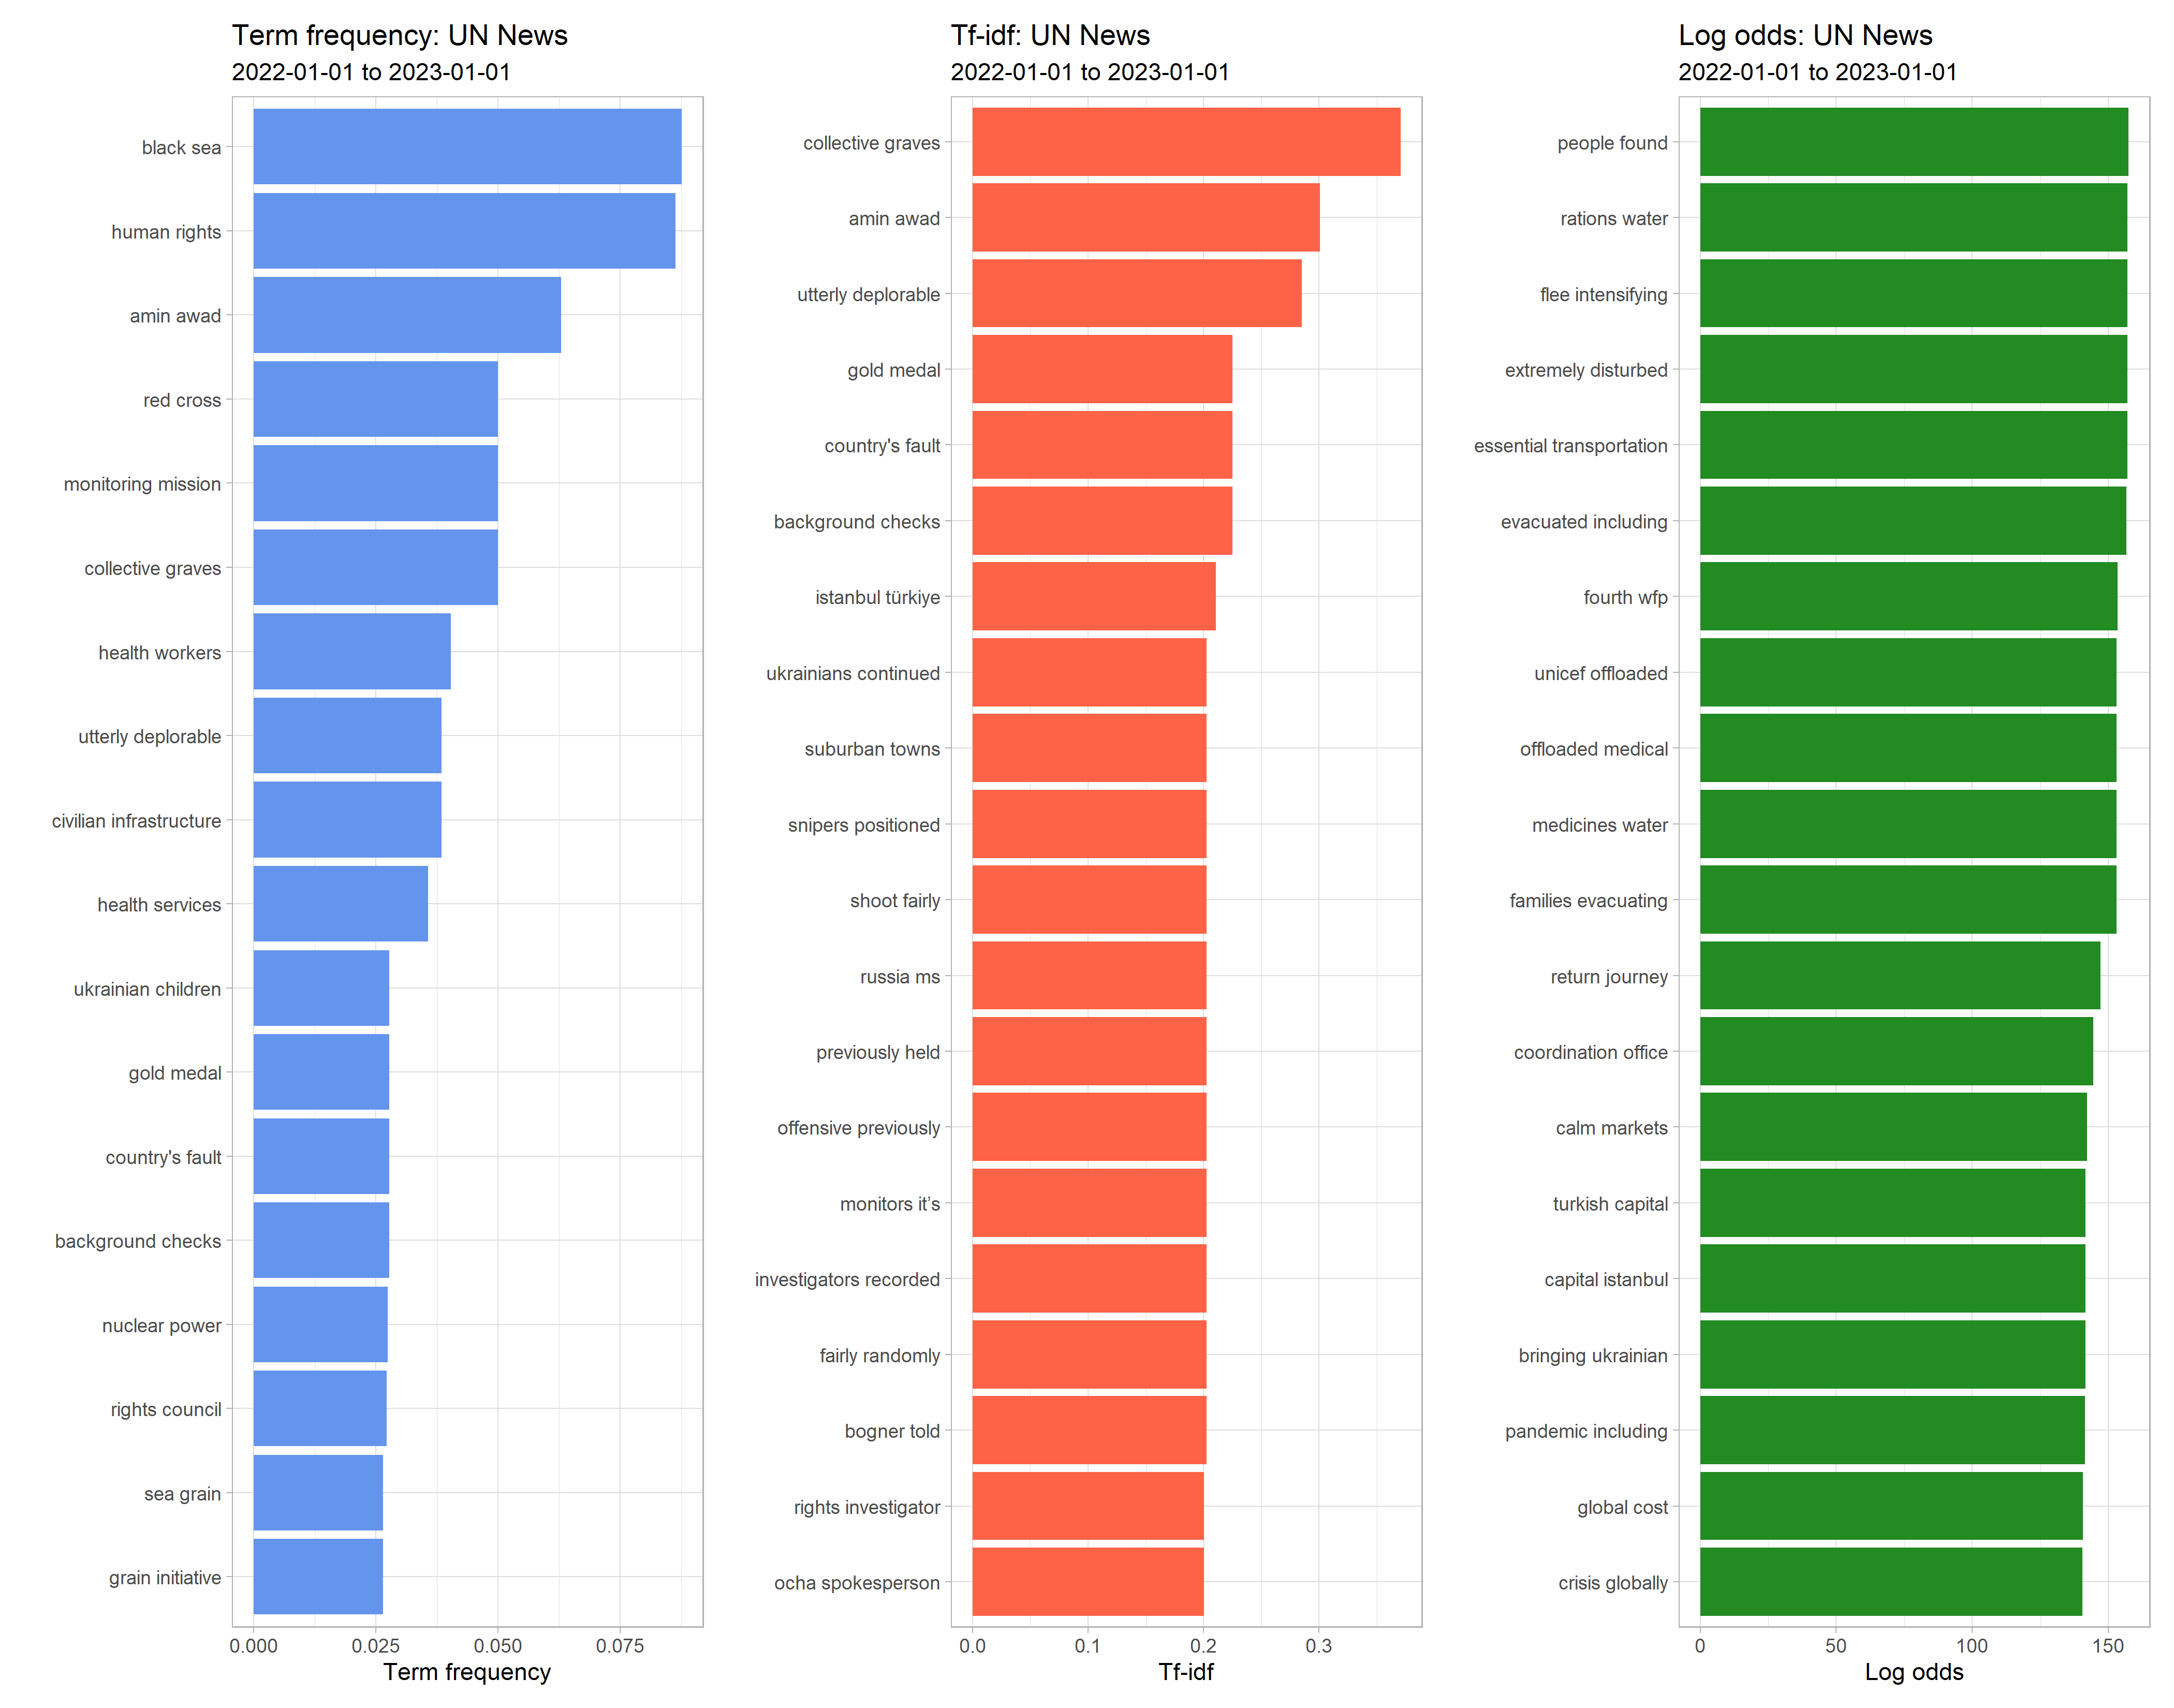 Term frequency: UN News
2022-01-01 to 2023-01-01
black sea
human rights
amin awad
red cross
monitoring mission
collective graves
health workers
utterly deplorable
civilian infrastructure
health services
ukrainian children
gold medal
country's fault
background checks
nuclear power
rights council
sea grain
grain initiative
0.000 0.025 0.050 0.075
Term frequency
Tf-idf: UN News
2022-01-01 to 2023-01-01
collective graves
amin awad
utterly deplorable
gold medal
country's fault
background checks
istanbul türkiye
ukrainians continued
suburban towns
snipers positioned
shoot fairly
russia ms
previously held
offensive previously
monitors it’s
investigators recorded
fairly randomly
bogner told
rights investigator
ocha spokesperson
0.0 0.1 0.2 0.3
Tf-idf
Log odds: UN News
2022-01-01 to 2023-01-01
people found
rations water
flee intensifying
extremely disturbed
essential transportation
evacuated including
fourth wfp
unicef offloaded
offloaded medical
medicines water
families evacuating
return journey
coordination office
calm markets
turkish capital
capital istanbul
bringing ukrainian
pandemic including
global cost
crisis globally
0 50 100 150
Log odds